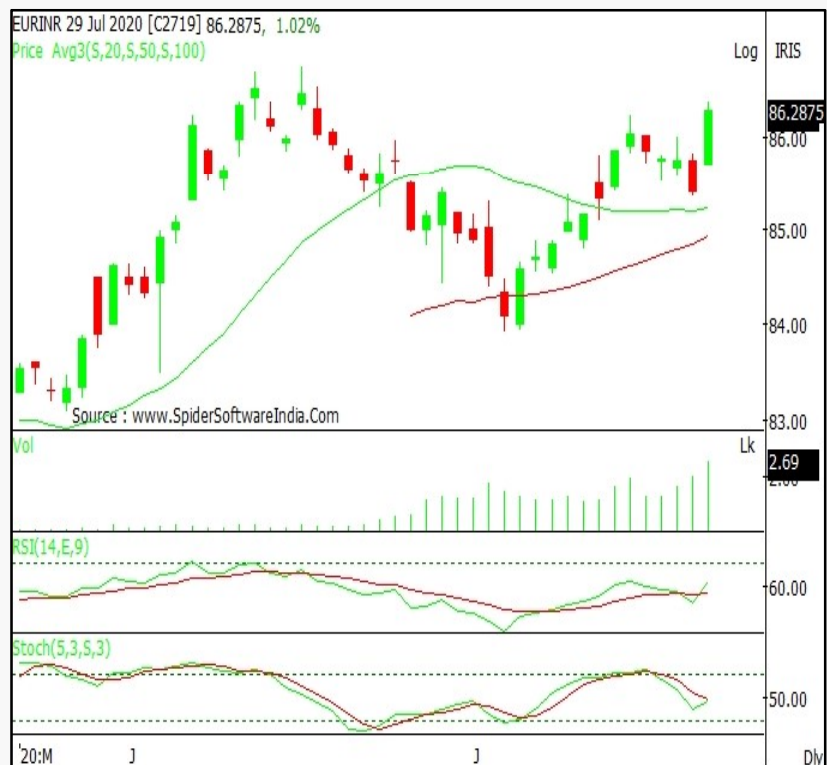 EURINR 29 Jul 2020 [C2719] 86.2875, 1.02%
Price Avg3(S,20,S,50,S,100)
Log IRIS
86.2875
86.00
85.00
84.00
83.00
Source : www.SpiderSoftwareIndia.Com
Vol
Lk
2.69
2.00
RSI(14,E,9)
60.00
Stoch(5,3,S,3)
50.00
'20:M J J Dly